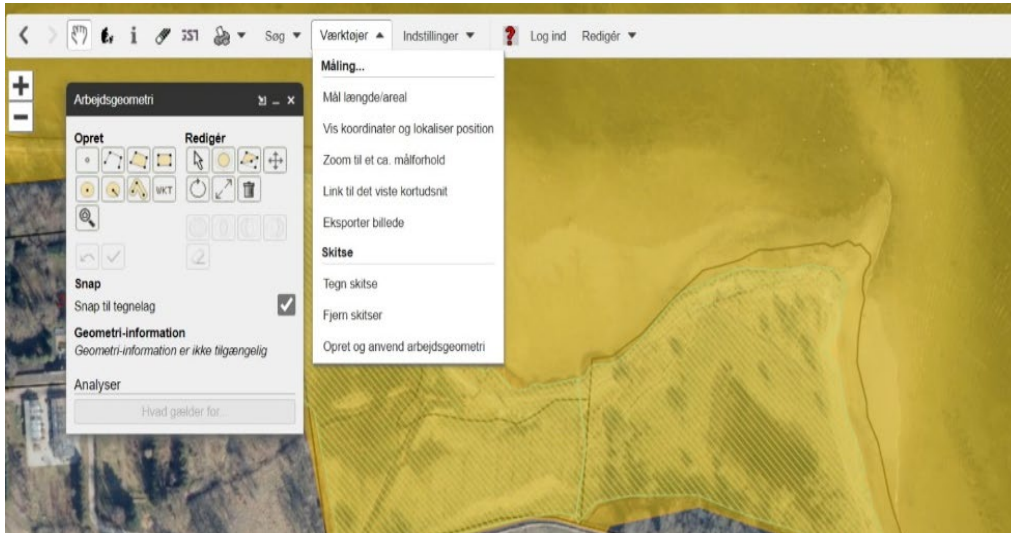 Søg
Værktøjer
Indstillinger
?
Log ind
Redigér
Måling...
Mål længde/areal
Vis koordinater og lokaliser position
Zoom til et ca. målforhold
Link til det viste kortudsnit
Eksporter billede
Skitse
Tegn skitse
Fjern skitser
Opret og anvend arbejdsgeometri
+
−
Arbejdsgeometri
Opret
Redigér
WKT
Snap
Snap til tegnelag
Geometri-information
Geometri-information er ikke tilgængelig
Analyser
Hvad gælder for...